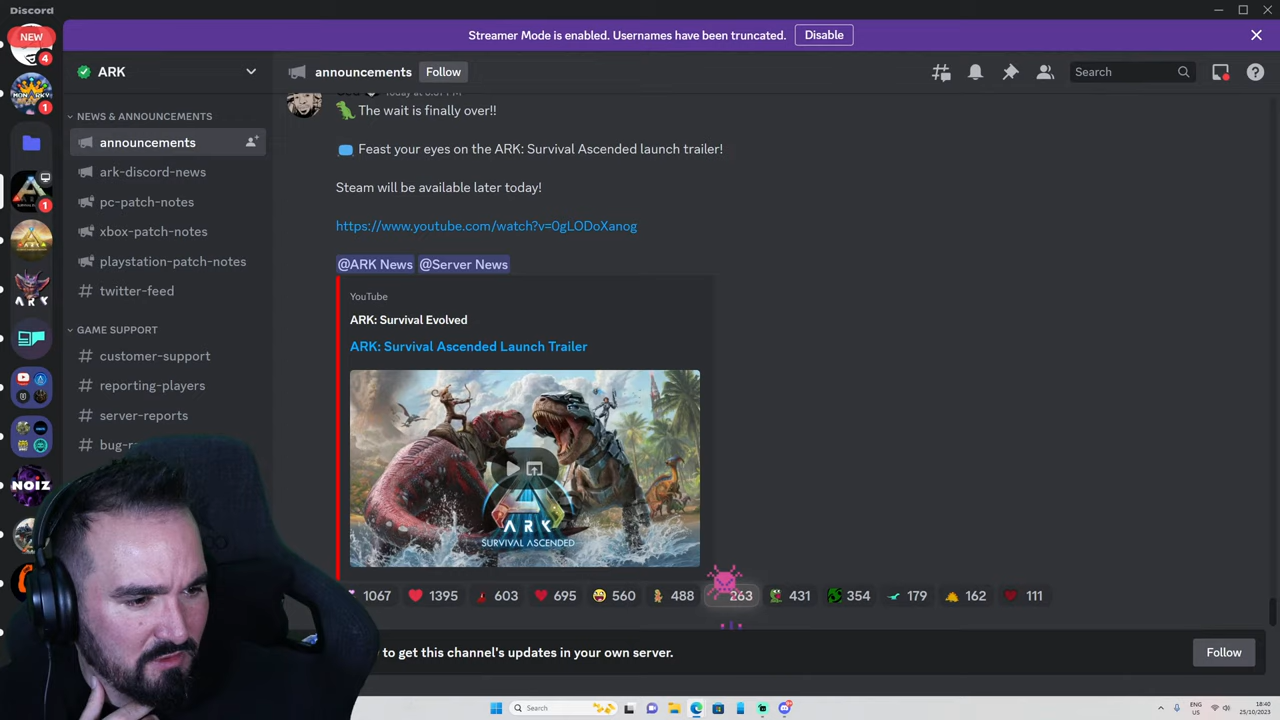 Discord
NEW
4
Streamer Mode is enabled. Usernames have been truncated.
Disable
1
ARK
announcements
Follow
Search
NEWS & ANNOUNCEMENTS
announcements
ark-discord-news
pc-patch-notes
xbox-patch-notes
playstation-patch-notes
twitter-feed
GAME SUPPORT
customer-support
reporting-players
server-reports
1
ARK
NOIZ
The wait is finally over!!
Feast your eyes on the ARK: Survival Ascended launch trailer!
Steam will be available later today!
https://www.youtube.com/watch?v=0gLODoXanog
@ARK News @Server News
YouTube
ARK: Survival Evolved
ARK: Survival Ascended Launch Trailer
ARK
SURVIVAL ASCENDED
1067 1395 603 695 560 488 263 431 354 179 162 111
to get this channel's updates in your own server.
Follow
Search
ENG
US
18:40
25/10/2023